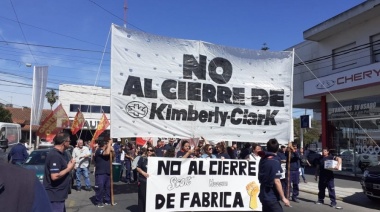 NO
AL CIERRE DE
Kimberly-Clark
NO AL CIERRE
DE FABRICA
CHERY